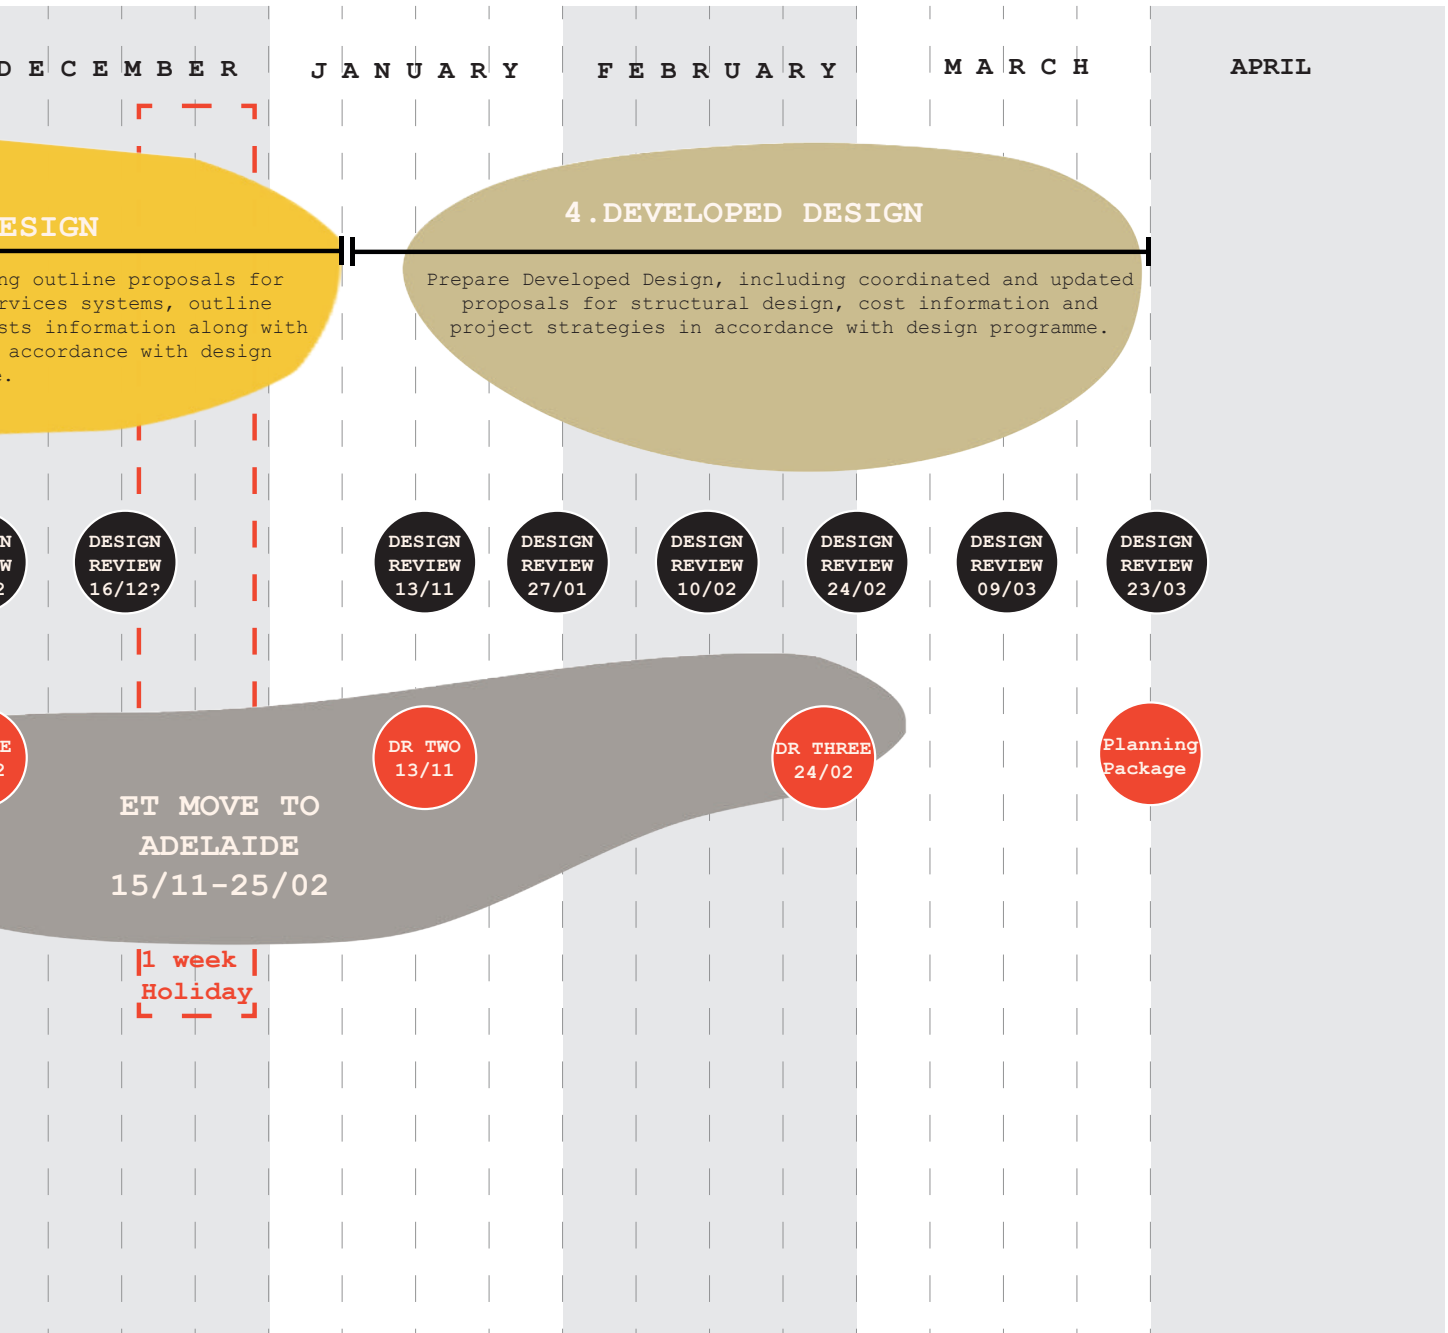 DECEMBER
JANUARY
FEBRUARY
MARCH
APRIL
ESIGN
ng outline proposals for
rvices systems, outline
sts information along with
accordance with design
e.
4.DEVELOPED DESIGN
Prepare Developed Design, including coordinated and updated
proposals for structural design, cost information and
project strategies in accordance with design programme.
N
W
2
DESIGN
REVIEW
16/12?
DESIGN
REVIEW
13/11
DESIGN
REVIEW
27/01
DESIGN
REVIEW
10/02
DESIGN
REVIEW
24/02
DESIGN
REVIEW
09/03
DESIGN
REVIEW
23/03
E
2
DR TWO
13/11
DR THREE
24/02
Planning
Package
ET MOVE TO
ADELAIDE
15/11-25/02
1 week
Holiday